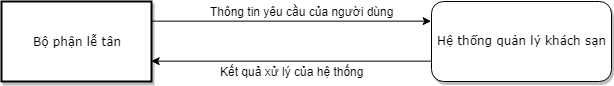 Thông tin yêu cầu của người dùng
Bộ phận lễ tân
Hệ thống quản lý khách sạn
Kết quả xử lý của hệ thống